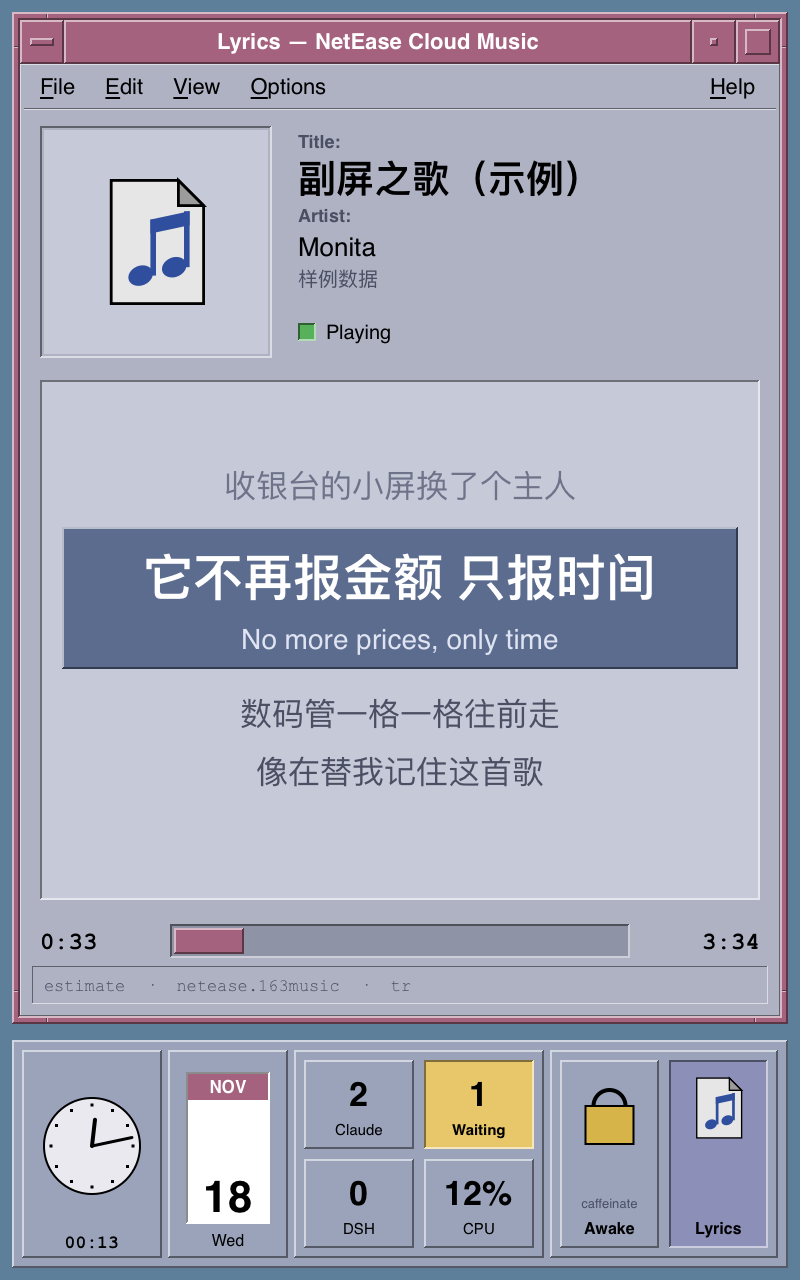 Lyrics — NetEase Cloud Music
File Edit View Options Help
Title:
副屏之歌（示例）
Artist:
Monita
样例数据
Playing
收银台的小屏换了个主人
它不再报金额 只报时间
No more prices, only time
数码管一格一格往前走
像在替我记住这首歌
0:33 3:34
estimate · netease.163music · tr
00:13
NOV
18
Wed
2
Claude
1
Waiting
0
DSH
12%
CPU
caffeinate
Awake
Lyrics